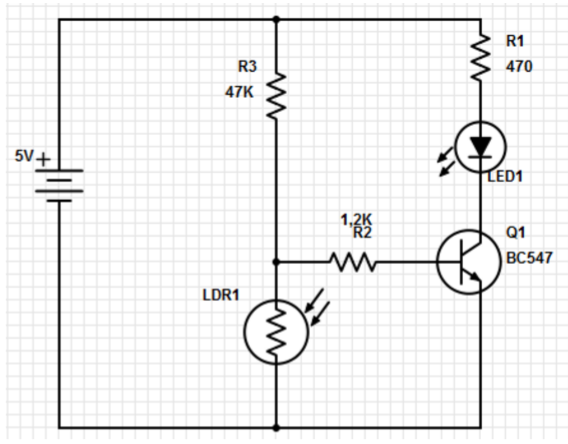 R1
470
R3
47K
5V+
LED1
1,2K
R2
Q1
BC547
LDR1